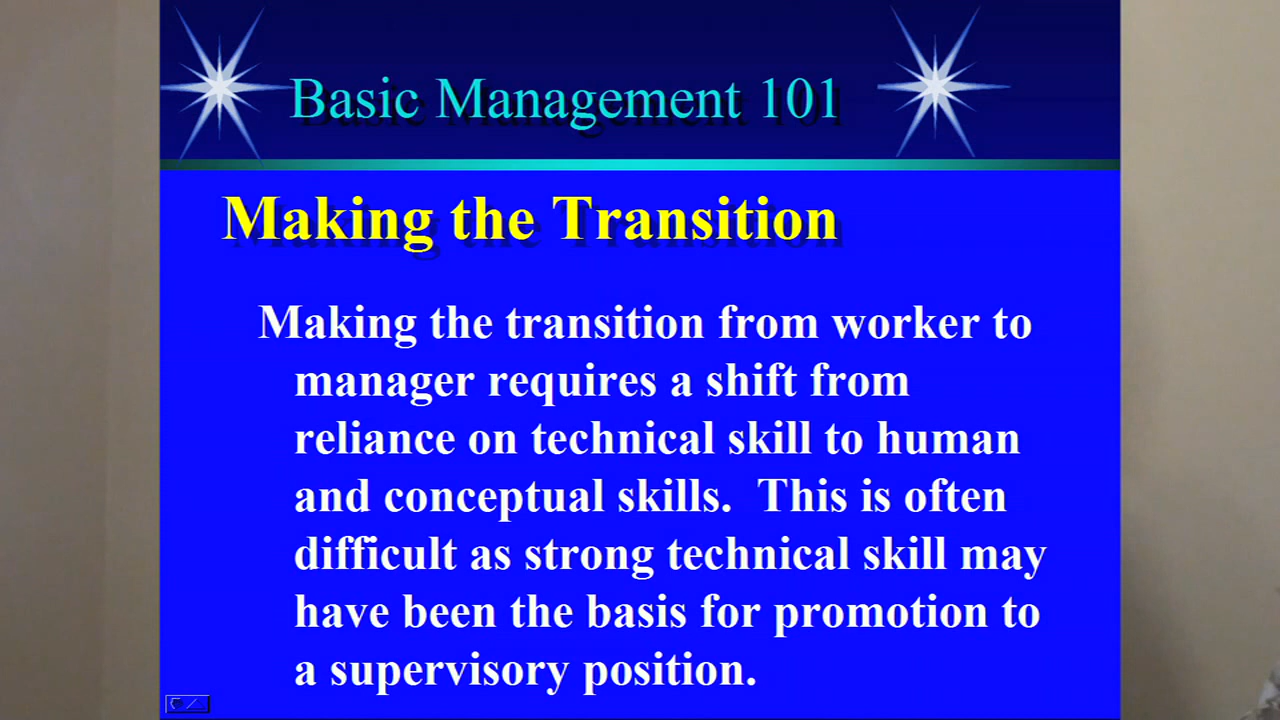 Basic Management 101
Making the Transition
Making the transition from worker to
manager requires a shift from
reliance on technical skill to human
and conceptual skills.  This is often
difficult as strong technical skill may
have been the basis for promotion to
a supervisory position.